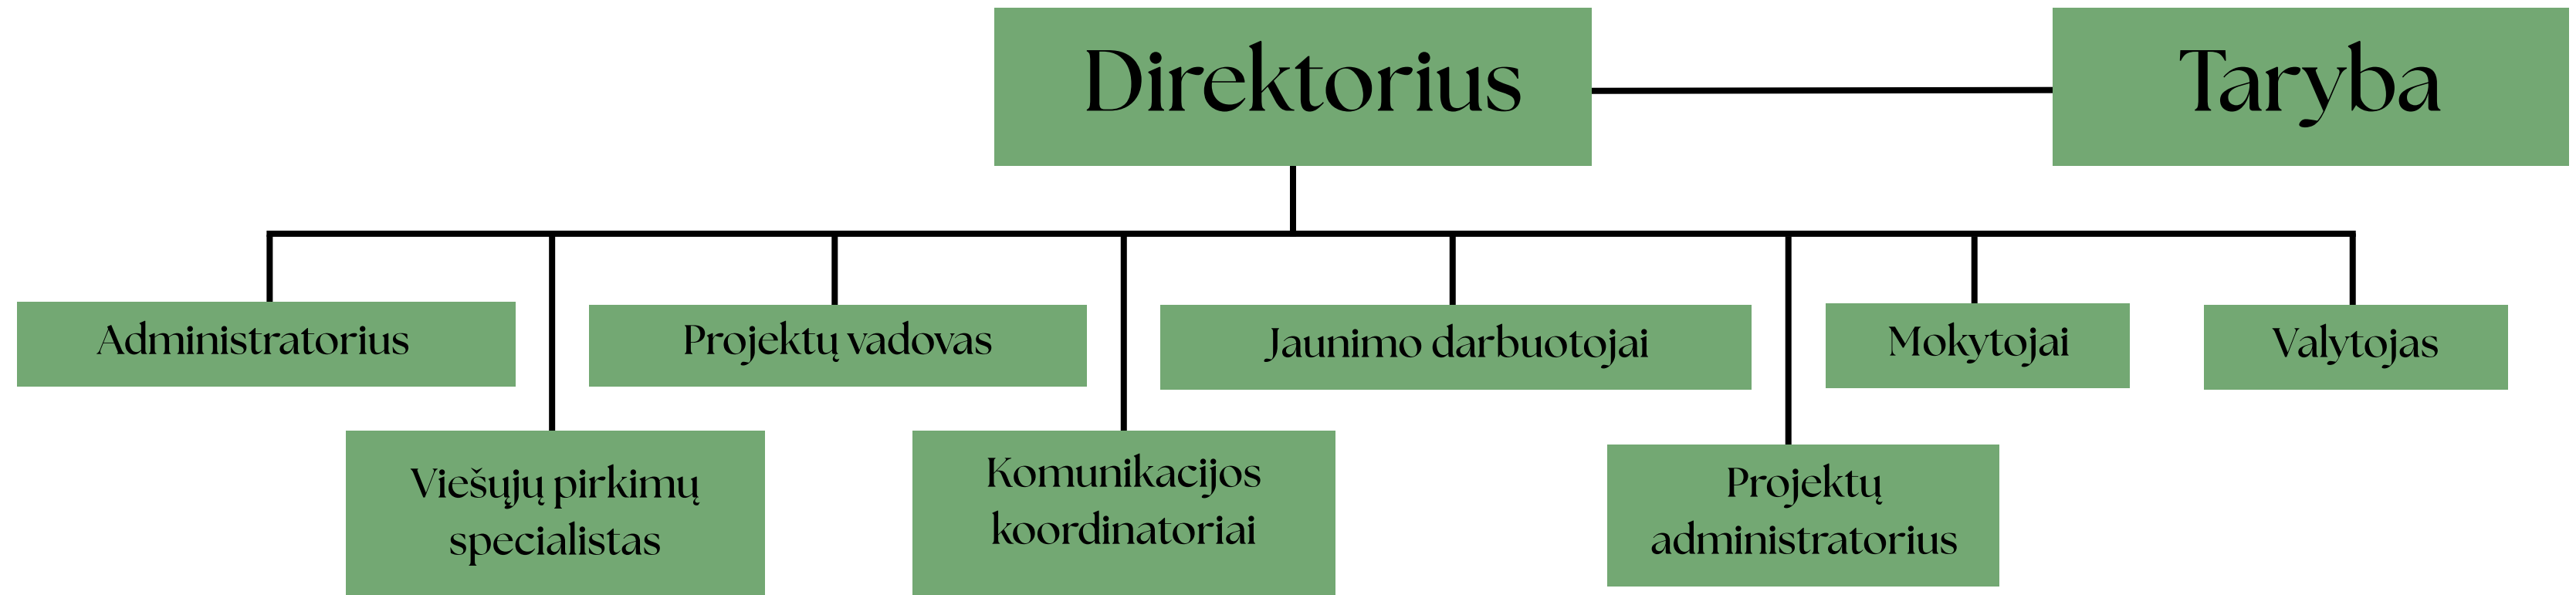 Direktorius
Taryba
Administratorius
Projektų vadovas
Jaunimo darbuotojai
Mokytojai
Valytojas
Viešųjų pirkimų
specialistas
Komunikacijos
koordinatoriai
Projektų
administratorius